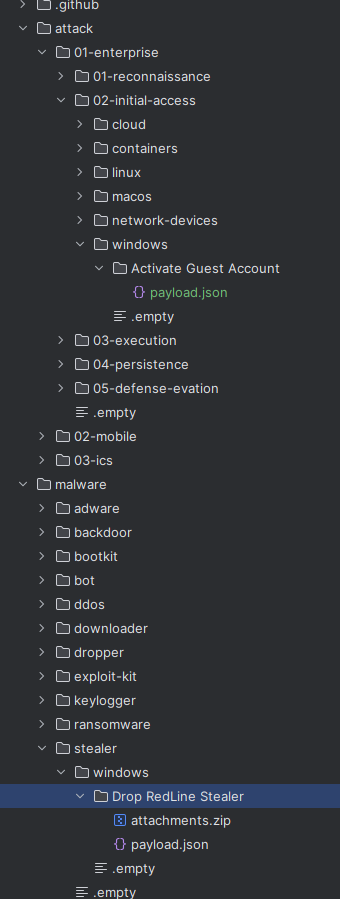 .github
attack
01-enterprise
01-reconnaissance
02-initial-access
cloud
containers
linux
macos
network-devices
windows
Activate Guest Account
payload.json
.empty
03-execution
04-persistence
05-defense-evation
.empty
02-mobile
03-ics
malware
adware
backdoor
bootkit
bot
ddos
downloader
dropper
exploit-kit
keylogger
ransomware
stealer
windows
Drop RedLine Stealer
attachments.zip
payload.json
.empty
.empty